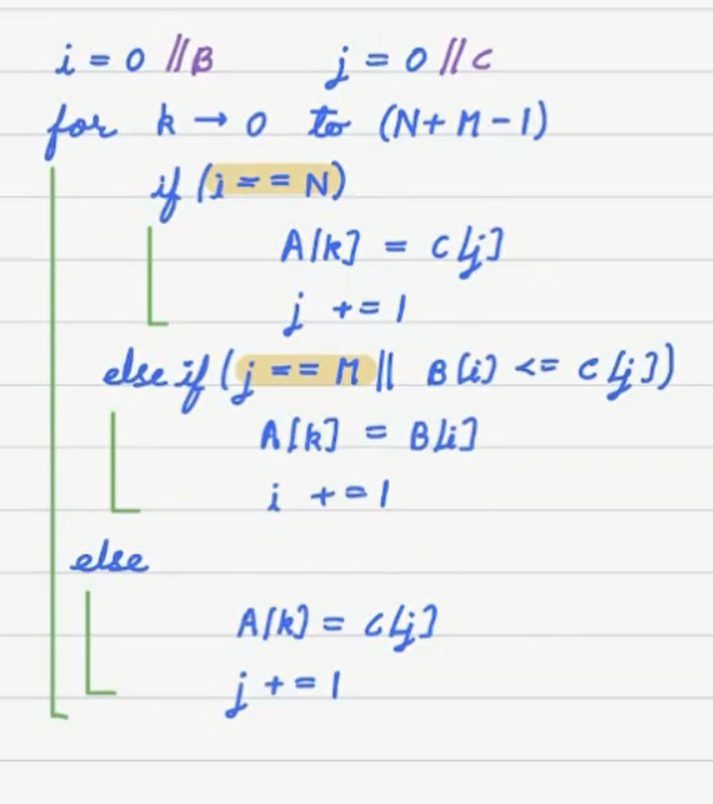 i = 0 //B j = 0 //C
for k → 0 to (N+M-1)
if (i == N)
A[k] = C[j]
j += 1
else if (j == M || B[i] <= C[j])
A[k] = B[i]
i += 1
else
A[k] = C[j]
j += 1